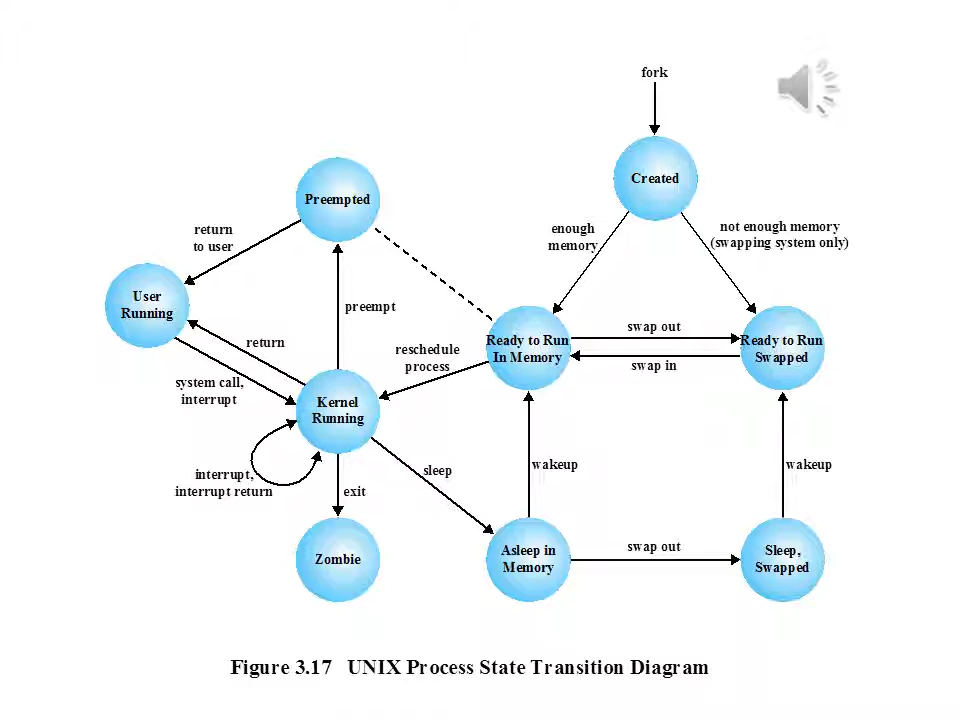 fork
Created
enough
memory
not enough memory
(swapping system only)
Preempted
return
to user
User
Running
preempt
return
system call,
interrupt
reschedule
process
Ready to Run
In Memory
swap out
swap in
Ready to Run
Swapped
Kernel
Running
interrupt,
interrupt return
exit
sleep
wakeup
wakeup
Zombie
Asleep in
Memory
swap out
Sleep,
Swapped
Figure 3.17 UNIX Process State Transition Diagram